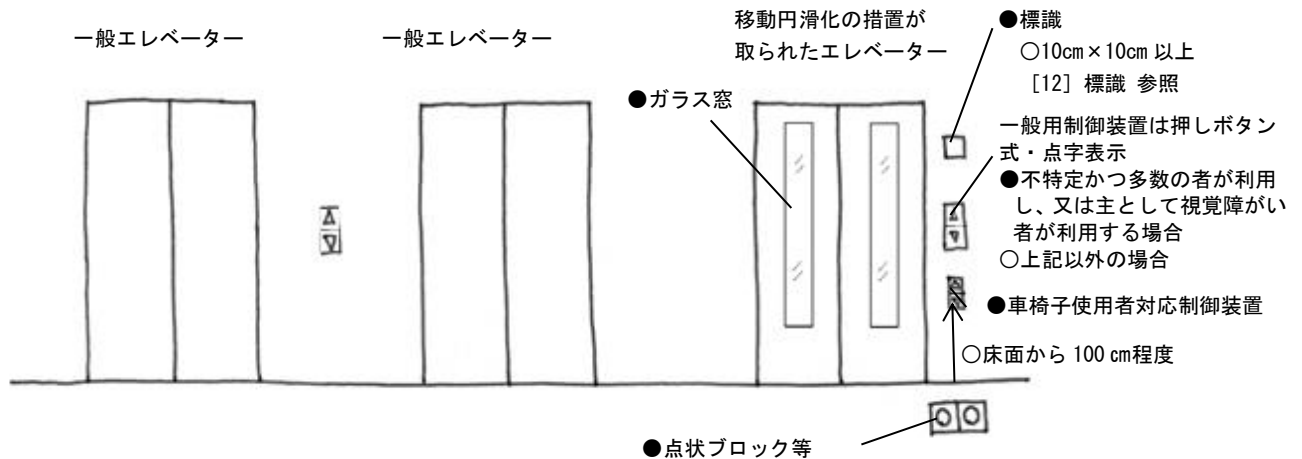 一般エレベーター
一般エレベーター
移動円滑化の措置が
取られたエレベーター
●標識
○10cm×10cm 以上
[12] 標識 参照
●ガラス窓
一般用制御装置は押しボタン
式・点字表示
●不特定かつ多数の者が利用
し、又は主として視覚障がい
者が利用する場合
○上記以外の場合
●車椅子使用者対応制御装置
○床面から 100 ㎝程度
●点状ブロック等